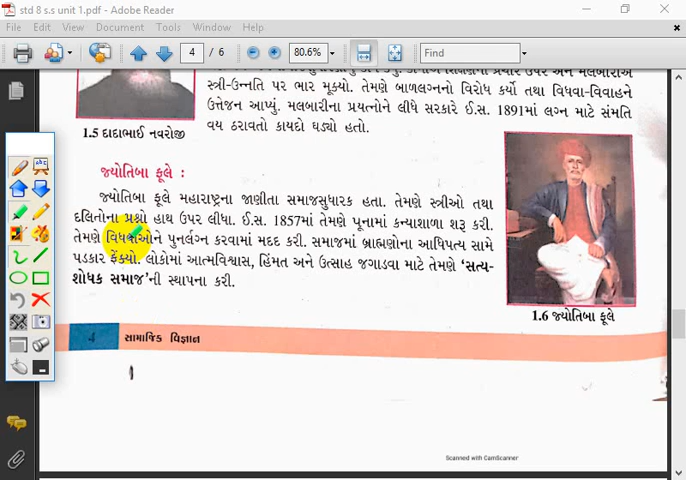 std 8 s.s unit 1.pdf - Adobe Reader
File Edit View Document Tools Window Help
4 / 6 80.6% Find
સ્ત્રી-ઉન્નતિ પર ભાર મૂક્યો. તેમણે બાળલગ્નનો વિરોધ કર્યો તથા વિધવા-વિવાહને
ઉત્તેજન આપ્યું. મલબારીના પ્રયત્નોને લીધે સરકારે ઈ.સ. 1891માં લગ્ન માટે સંમતિ
વય ઠરાવતો કાયદો ઘડ્યો હતો.
1.5 દાદાભાઈ નવરોજી
જ્યોતિબા ફૂલે :
જ્યોતિબા ફૂલે મહારાષ્ટ્રના જાણીતા સમાજસુધારક હતા. તેમણે સ્ત્રીઓ તથા
દલિતોના પ્રશ્નો હાથ ઉપર લીધા. ઈ.સ. 1857માં તેમણે પૂનામાં કન્યાશાળા શરૂ કરી.
તેમણે વિધવાઓને પુનર્લગ્ન કરવામાં મદદ કરી. સમાજમાં બ્રાહ્મણોના આધિપત્ય સામે
પડકાર ફેંક્યો. લોકોમાં આત્મવિશ્વાસ, હિંમત અને ઉત્સાહ જગાડવા માટે તેમણે ‘સત્ય-
શોધક સમાજ’ની સ્થાપના કરી.
1.6 જ્યોતિબા ફૂલે
4 સામાજિક વિજ્ઞાન
Scanned with CamScanner